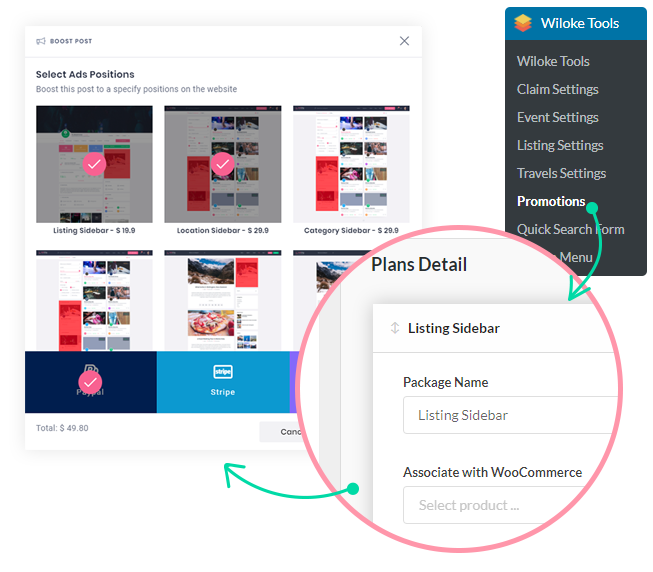 BOOST POST
Select Ads Positions
Boost this post to a specify positions on the website
Listing Sidebar - $ 19.9
Location Sidebar - $ 29.9
Category Sidebar - $ 29.9
Paypal
stripe
Stripe
Total: $ 49.80
Canc
Wiloke Tools
Wiloke Tools
Claim Settings
Event Settings
Listing Settings
Travels Settings
Promotions
Quick Search Form
Menu
Plans Detail
Listing Sidebar
Package Name
Listing Sidebar
Associate with WooCommerce
Select product ...